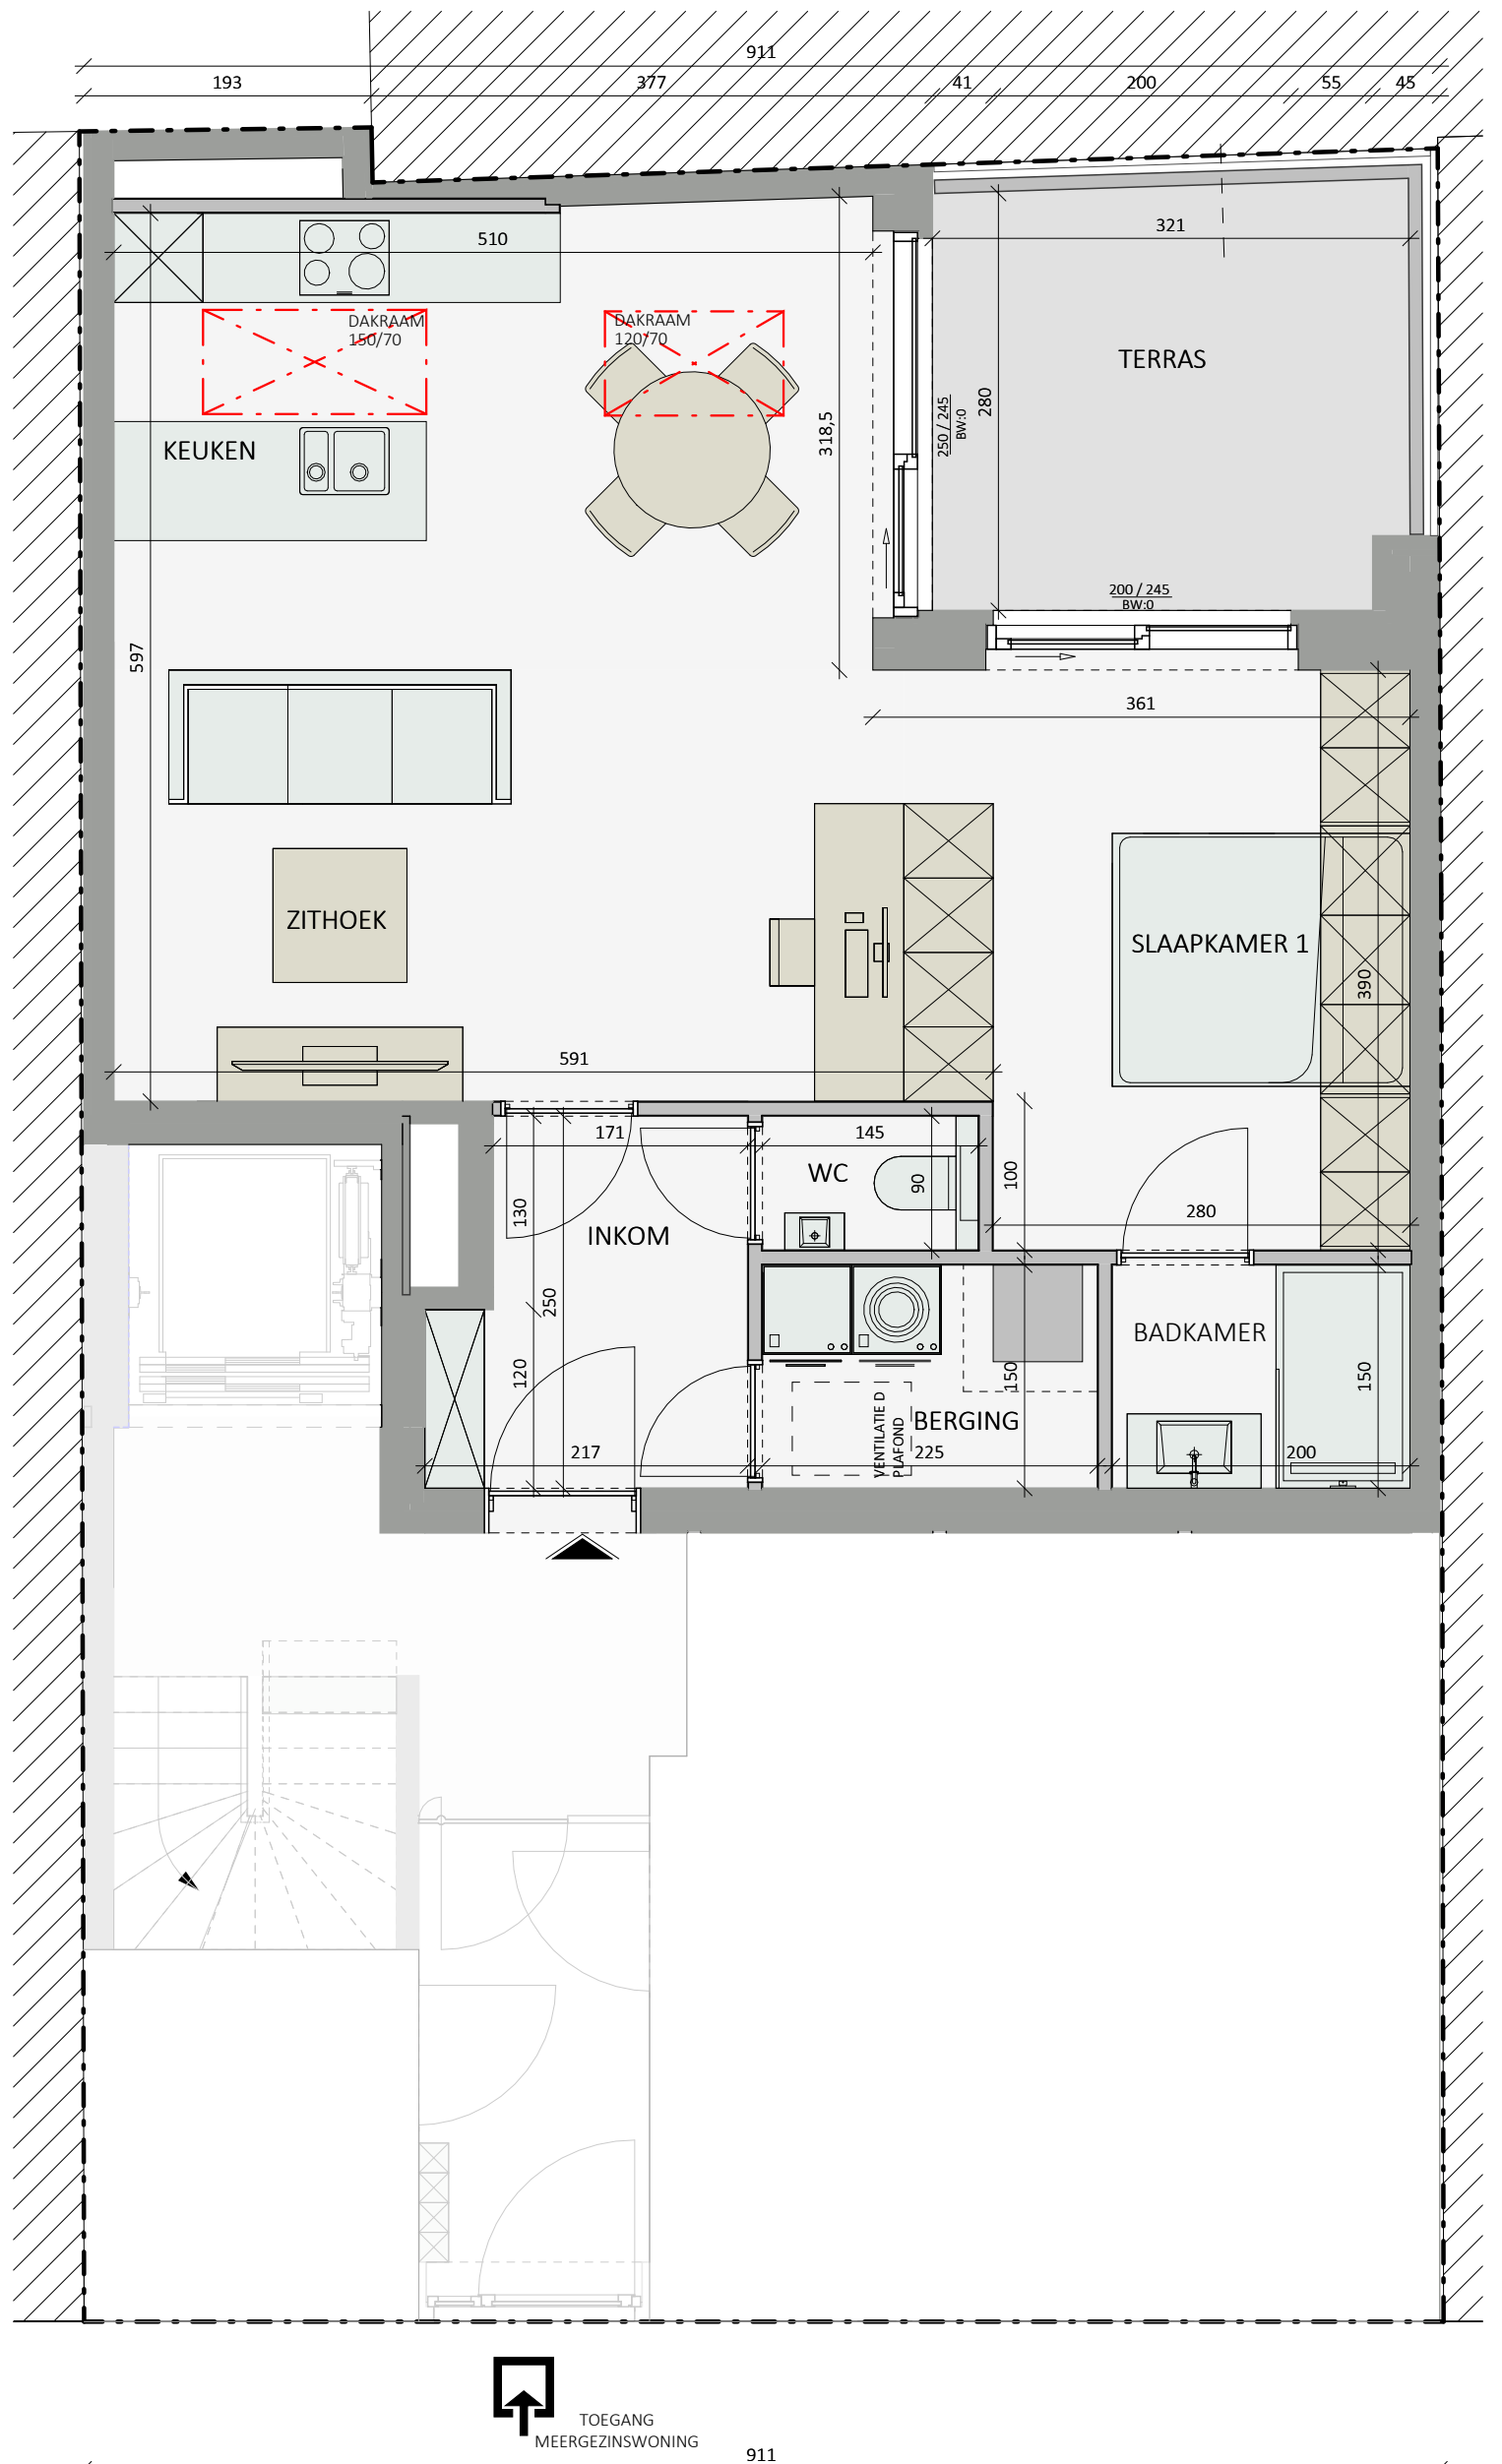 911
193 377 41 200 55 45
510
321
DAKRAAM
150/70
DAKRAAM
120/70
TERRAS
280
250 / 245
BW:0
318,5
KEUKEN
200 / 245
BW:0
597
361
ZITHOEK
SLAAPKAMER 1
390
591
171
145
WC
90
100
130
INKOM
280
250
BADKAMER
120
150
150
BERGING
VENTILATIE D
PLAFOND
217
225
200
TOEGANG
MEERGEZINSWONING
911